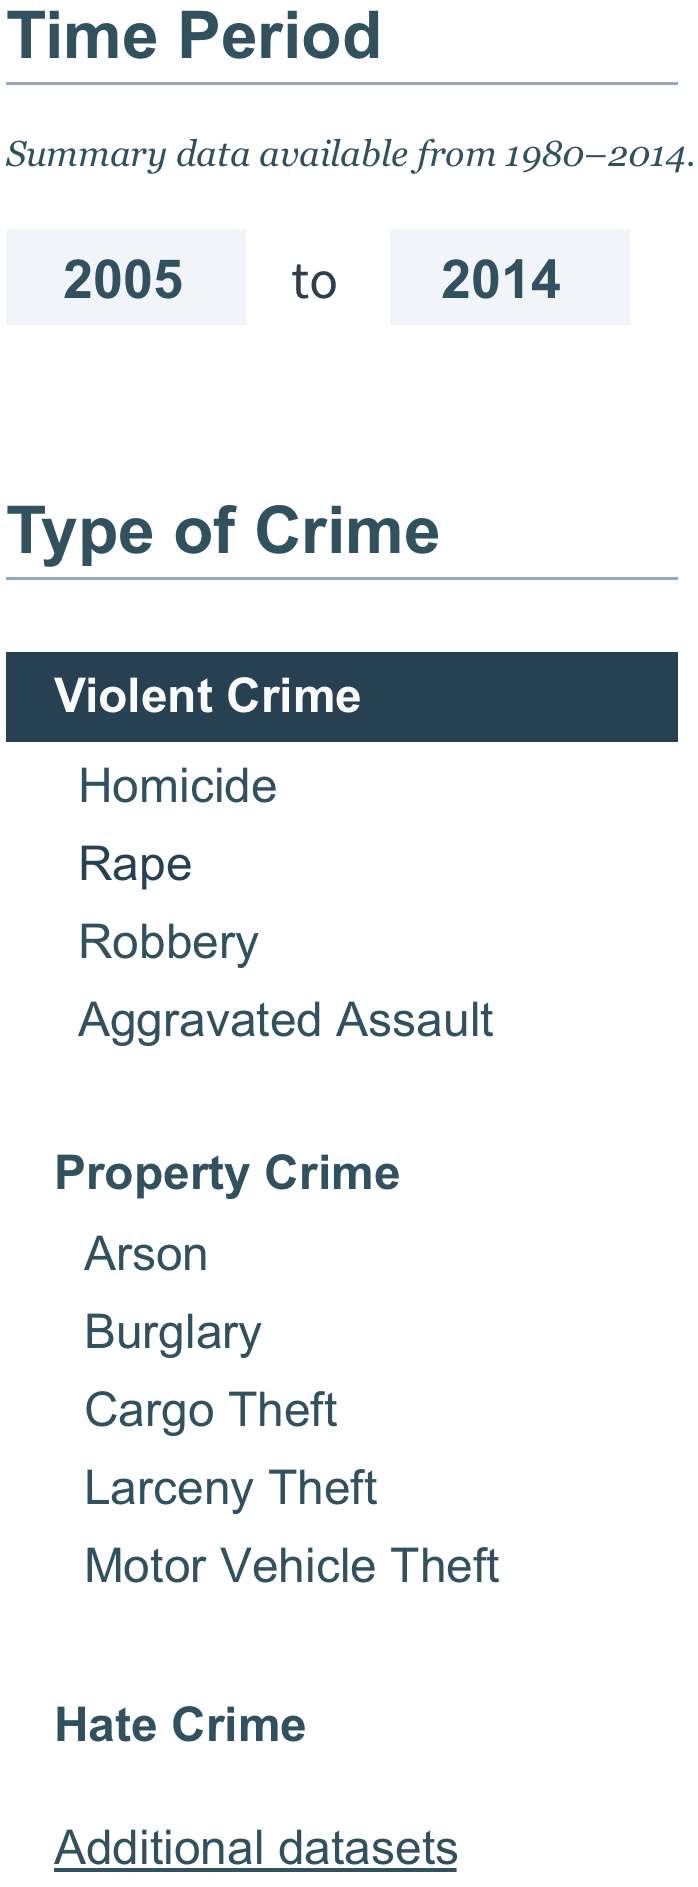 Time Period
Summary data available from 1980–2014.
2005 to 2014
Type of Crime
Violent Crime
Homicide
Rape
Robbery
Aggravated Assault
Property Crime
Arson
Burglary
Cargo Theft
Larceny Theft
Motor Vehicle Theft
Hate Crime
Additional datasets